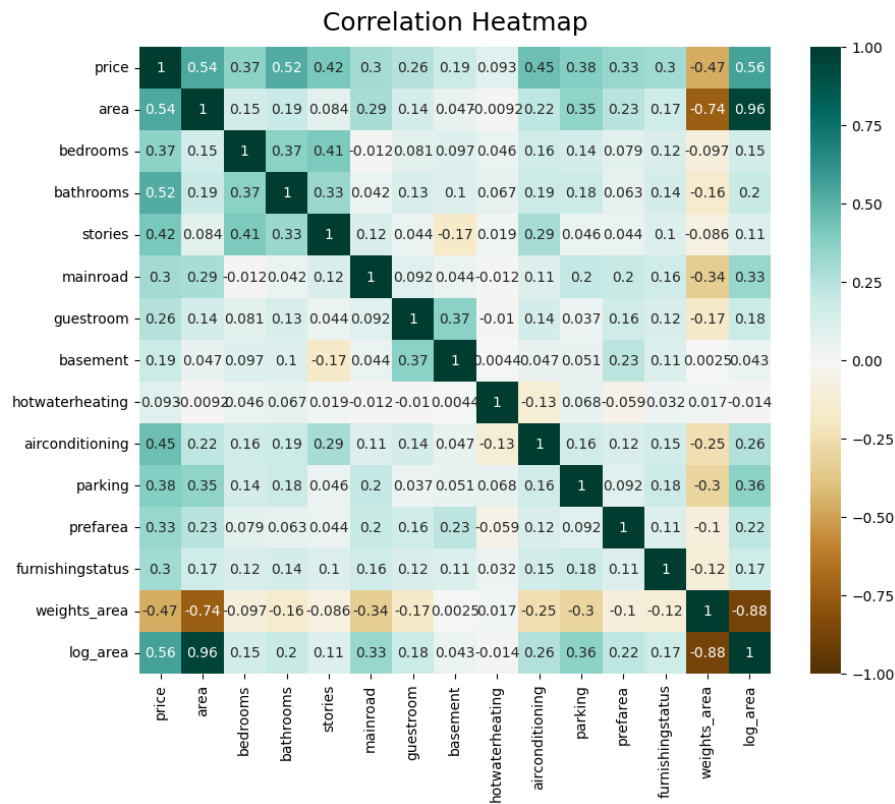 Correlation Heatmap
price 1 0.54 0.37 0.52 0.42 0.3 0.26 0.19 0.093 0.45 0.38 0.33 0.3 -0.47 0.56
area 0.54 1 0.15 0.19 0.084 0.29 0.14 0.047 -0.0092 0.22 0.35 0.23 0.17 -0.74 0.96
bedrooms 0.37 0.15 1 0.37 0.41 -0.012 0.081 0.097 0.046 0.16 0.14 0.079 0.12 -0.097 0.15
bathrooms 0.52 0.19 0.37 1 0.33 0.042 0.13 0.1 0.067 0.19 0.18 0.063 0.14 -0.16 0.2
stories 0.42 0.084 0.41 0.33 1 0.12 0.044 -0.17 0.019 0.29 0.046 0.044 0.1 -0.086 0.11
mainroad 0.3 0.29 -0.012 0.042 0.12 1 0.092 0.044 -0.012 0.11 0.2 0.2 0.16 -0.34 0.33
guestroom 0.26 0.14 0.081 0.13 0.044 0.092 1 0.37 -0.01 0.14 0.037 0.16 0.12 -0.17 0.18
basement 0.19 0.047 0.097 0.1 -0.17 0.044 0.37 1 0.0044 0.047 0.051 0.23 0.11 0.0025 0.043
hotwaterheating 0.093 -0.0092 0.046 0.067 0.019 -0.012 -0.01 0.0044 1 -0.13 0.068 -0.059 0.032 0.017 -0.014
airconditioning 0.45 0.22 0.16 0.19 0.29 0.11 0.14 0.047 -0.13 1 0.16 0.12 0.15 -0.25 0.26
parking 0.38 0.35 0.14 0.18 0.046 0.2 0.037 0.051 0.068 0.16 1 0.092 0.18 -0.3 0.36
prefarea 0.33 0.23 0.079 0.063 0.044 0.2 0.16 0.23 -0.059 0.12 0.092 1 0.11 -0.1 0.22
furnishingstatus 0.3 0.17 0.12 0.14 0.1 0.16 0.12 0.11 0.032 0.15 0.18 0.11 1 -0.12 0.17
weights_area -0.47 -0.74 -0.097 -0.16 -0.086 -0.34 -0.17 0.0025 0.017 -0.25 -0.3 -0.1 -0.12 1 -0.88
log_area 0.56 0.96 0.15 0.2 0.11 0.33 0.18 0.043 -0.014 0.26 0.36 0.22 0.17 -0.88 1
price area bedrooms bathrooms stories mainroad guestroom basement hotwaterheating airconditioning parking prefarea furnishingstatus weights_area log_area
1.00
0.75
0.50
0.25
0.00
−0.25
−0.50
−0.75
−1.00